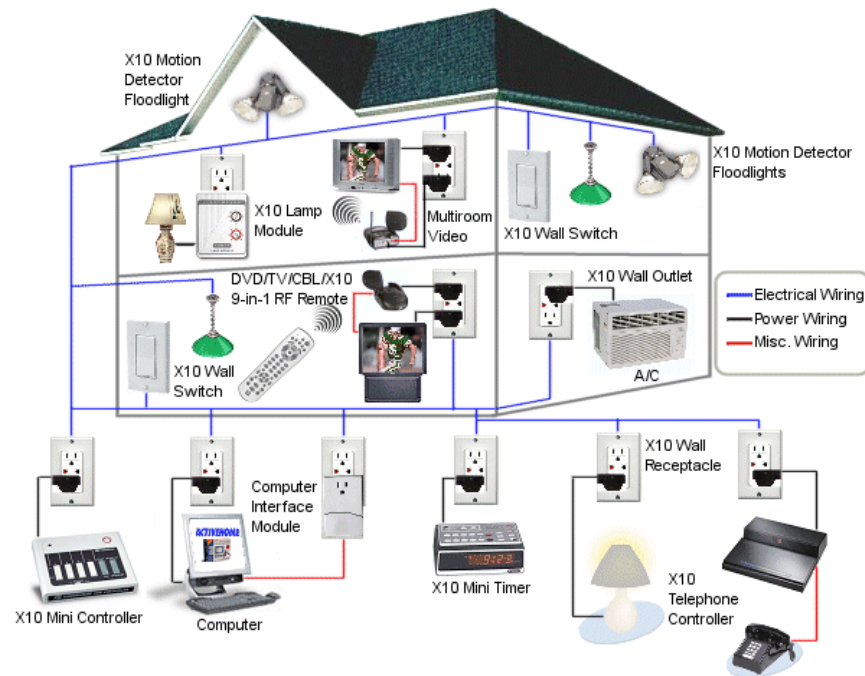 X10 Motion
Detector
Floodlight
X10 Motion Detector
Floodlights
X10 Lamp
Module
Multiroom
Video
X10 Wall Switch
DVD/TV/CBL/X10
9-in-1 RF Remote
X10 Wall Outlet
Electrical Wiring
Power Wiring
Misc. Wiring
X10 Wall
Switch
A/C
Computer
Interface
Module
X10 Wall
Receptacle
ACTIVEHOME
X10 Mini Controller
Computer
X10 Mini Timer
X10
Telephone
Controller